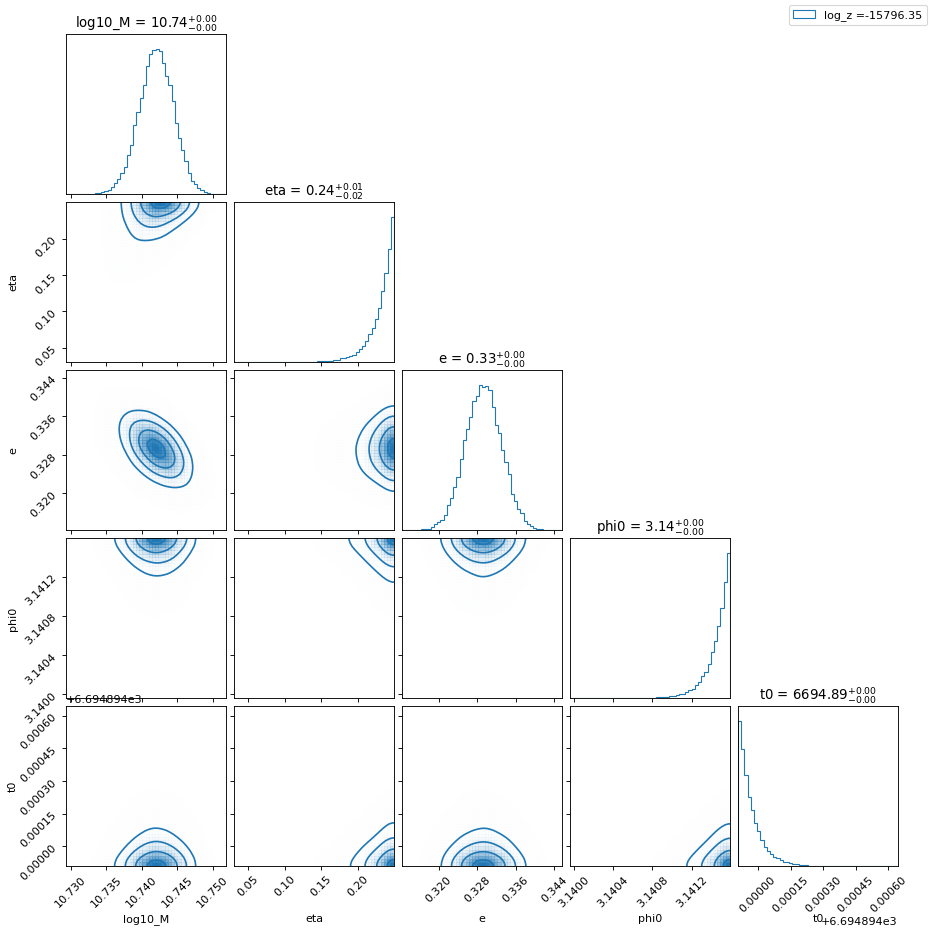 log_z =-15796.35
log10_M = 10.74+0.00−0.00
eta = 0.24+0.01−0.02
eta
0.20
0.15
0.10
0.05
e = 0.33+0.00−0.00
e
0.344
0.336
0.328
0.320
phi0 = 3.14+0.00−0.00
phi0
3.1412
3.1408
3.1404
3.1400
+6.694894e3
t0 = 6694.89+0.00−0.00
t0
0.00060
0.00045
0.00030
0.00015
0.00000
10.730 10.735 10.740 10.745 10.750
0.05 0.10 0.15 0.20
0.320 0.328 0.336 0.344
3.1400 3.1404 3.1408 3.1412
0.00000 0.00015 0.00030 0.00045 0.00060
log10_M eta e phi0 t0 +6.694894e3